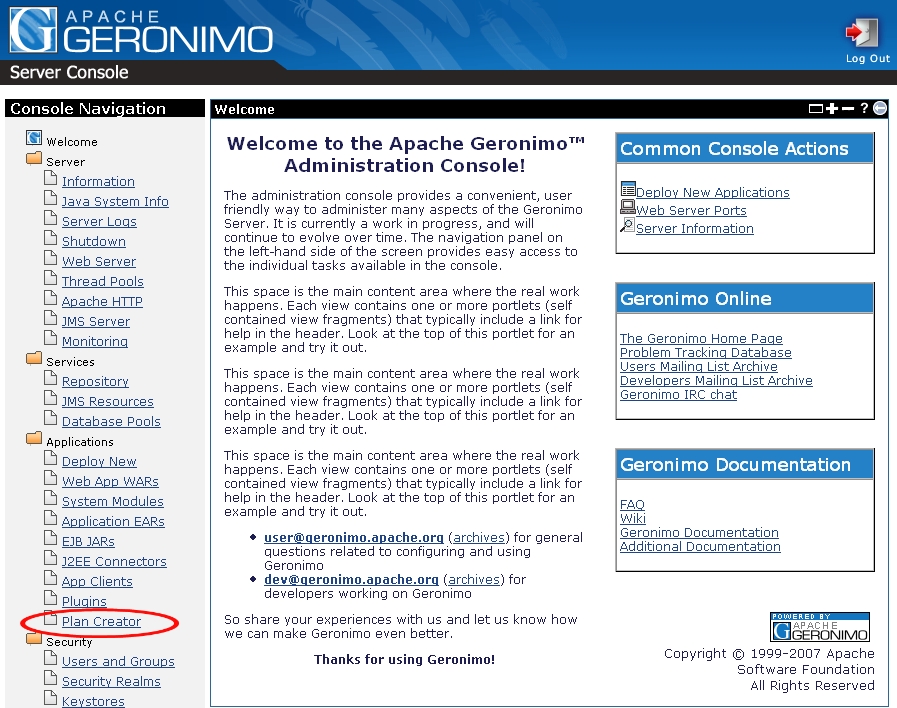 APACHE
GERONIMO
Server Console
Log Out
Console Navigation
Welcome
Server
Information
Java System Info
Server Logs
Shutdown
Web Server
Thread Pools
Apache HTTP
JMS Server
Monitoring
Services
Repository
JMS Resources
Database Pools
Applications
Deploy New
Web App WARs
System Modules
Application EARs
EJB JARs
J2EE Connectors
App Clients
Plugins
Plan Creator
Security
Users and Groups
Security Realms
Keystores
Welcome
Welcome to the Apache Geronimo™
Administration Console!
The administration console provides a convenient, user
friendly way to administer many aspects of the Geronimo
Server. It is currently a work in progress, and will
continue to evolve over time. The navigation panel on
the left-hand side of the screen provides easy access to
the individual tasks available in the console.
This space is the main content area where the real work
happens. Each view contains one or more portlets (self
contained view fragments) that typically include a link for
help in the header. Look at the top of this portlet for an
example and try it out.
This space is the main content area where the real work
happens. Each view contains one or more portlets (self
contained view fragments) that typically include a link for
help in the header. Look at the top of this portlet for an
example and try it out.
This space is the main content area where the real work
happens. Each view contains one or more portlets (self
contained view fragments) that typically include a link for
help in the header. Look at the top of this portlet for an
example and try it out.
user@geronimo.apache.org (archives) for general
questions related to configuring and using
Geronimo
dev@geronimo.apache.org (archives) for
developers working on Geronimo
So share your experiences with us and let us know how
we can make Geronimo even better.
Thanks for using Geronimo!
Common Console Actions
Deploy New Applications
Web Server Ports
Server Information
Geronimo Online
The Geronimo Home Page
Problem Tracking Database
Users Mailing List Archive
Developers Mailing List Archive
Geronimo IRC chat
Geronimo Documentation
FAQ
Wiki
Geronimo Documentation
Additional Documentation
POWERED BY
APACHE
GERONIMO
Copyright © 1999-2007 Apache
Software Foundation
All Rights Reserved